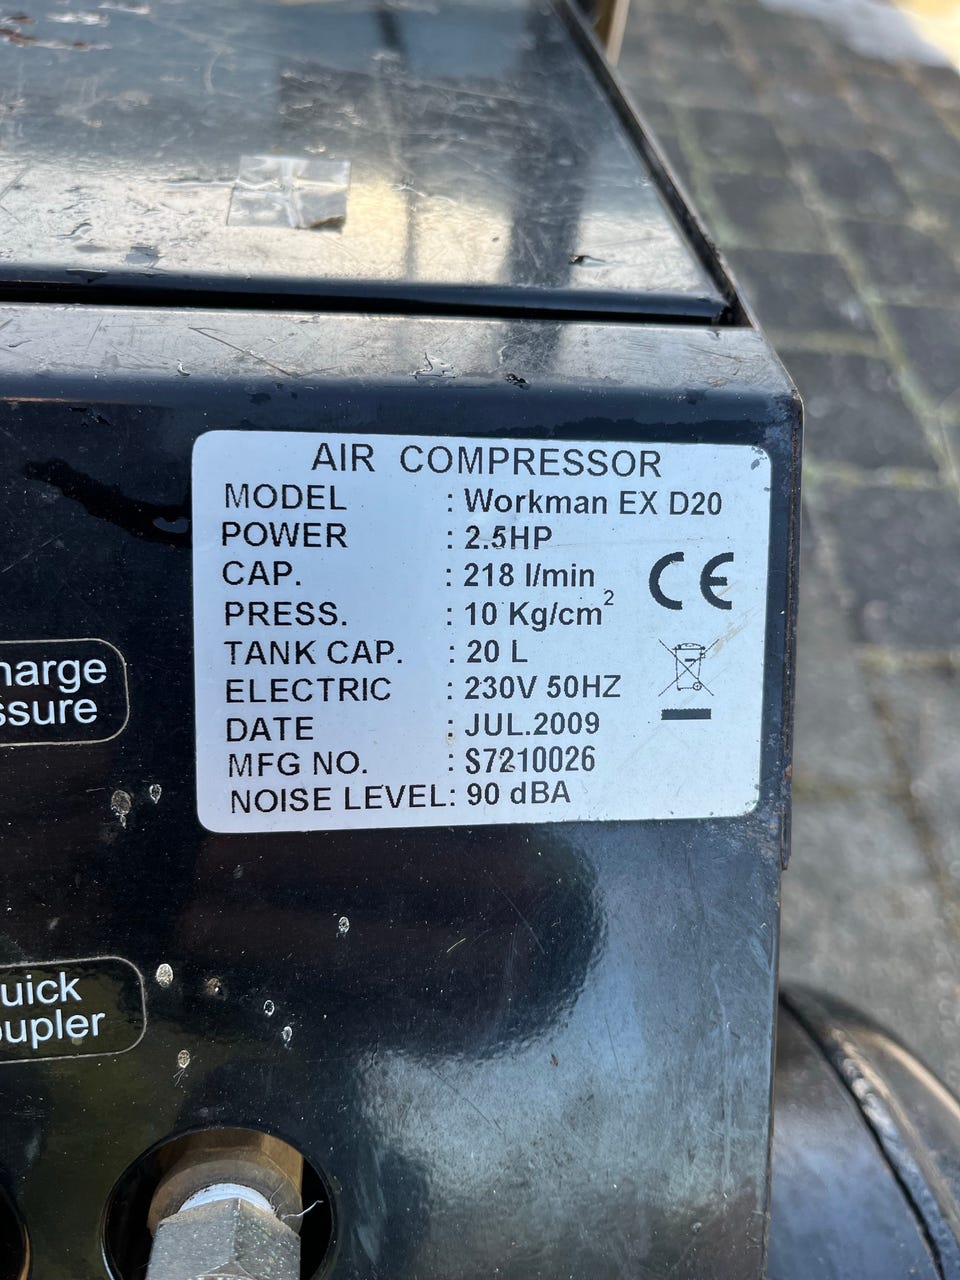 AIR COMPRESSOR
MODEL : Workman EX D20
POWER : 2.5HP
CAP. : 218 l/min
PRESS. : 10 Kg/cm²
TANK CAP. : 20 L
ELECTRIC : 230V 50HZ
DATE : JUL.2009
MFG NO. : S7210026
NOISE LEVEL: 90 dBA
CE
harge
ssure
uick
oupler